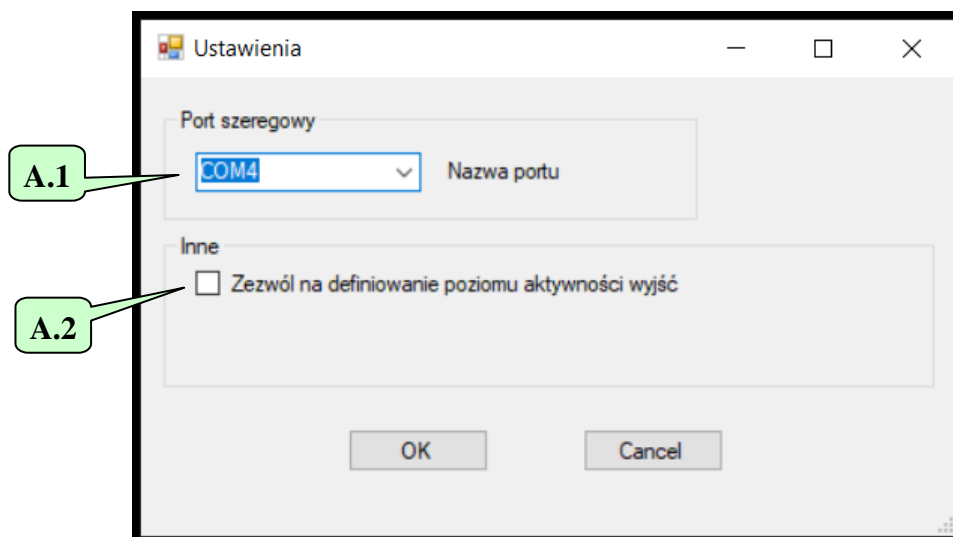 Ustawienia
Port szeregowy
A.1
COM4
Nazwa portu
Inne
Zezwól na definiowanie poziomu aktywności wyjść
A.2
OK
Cancel